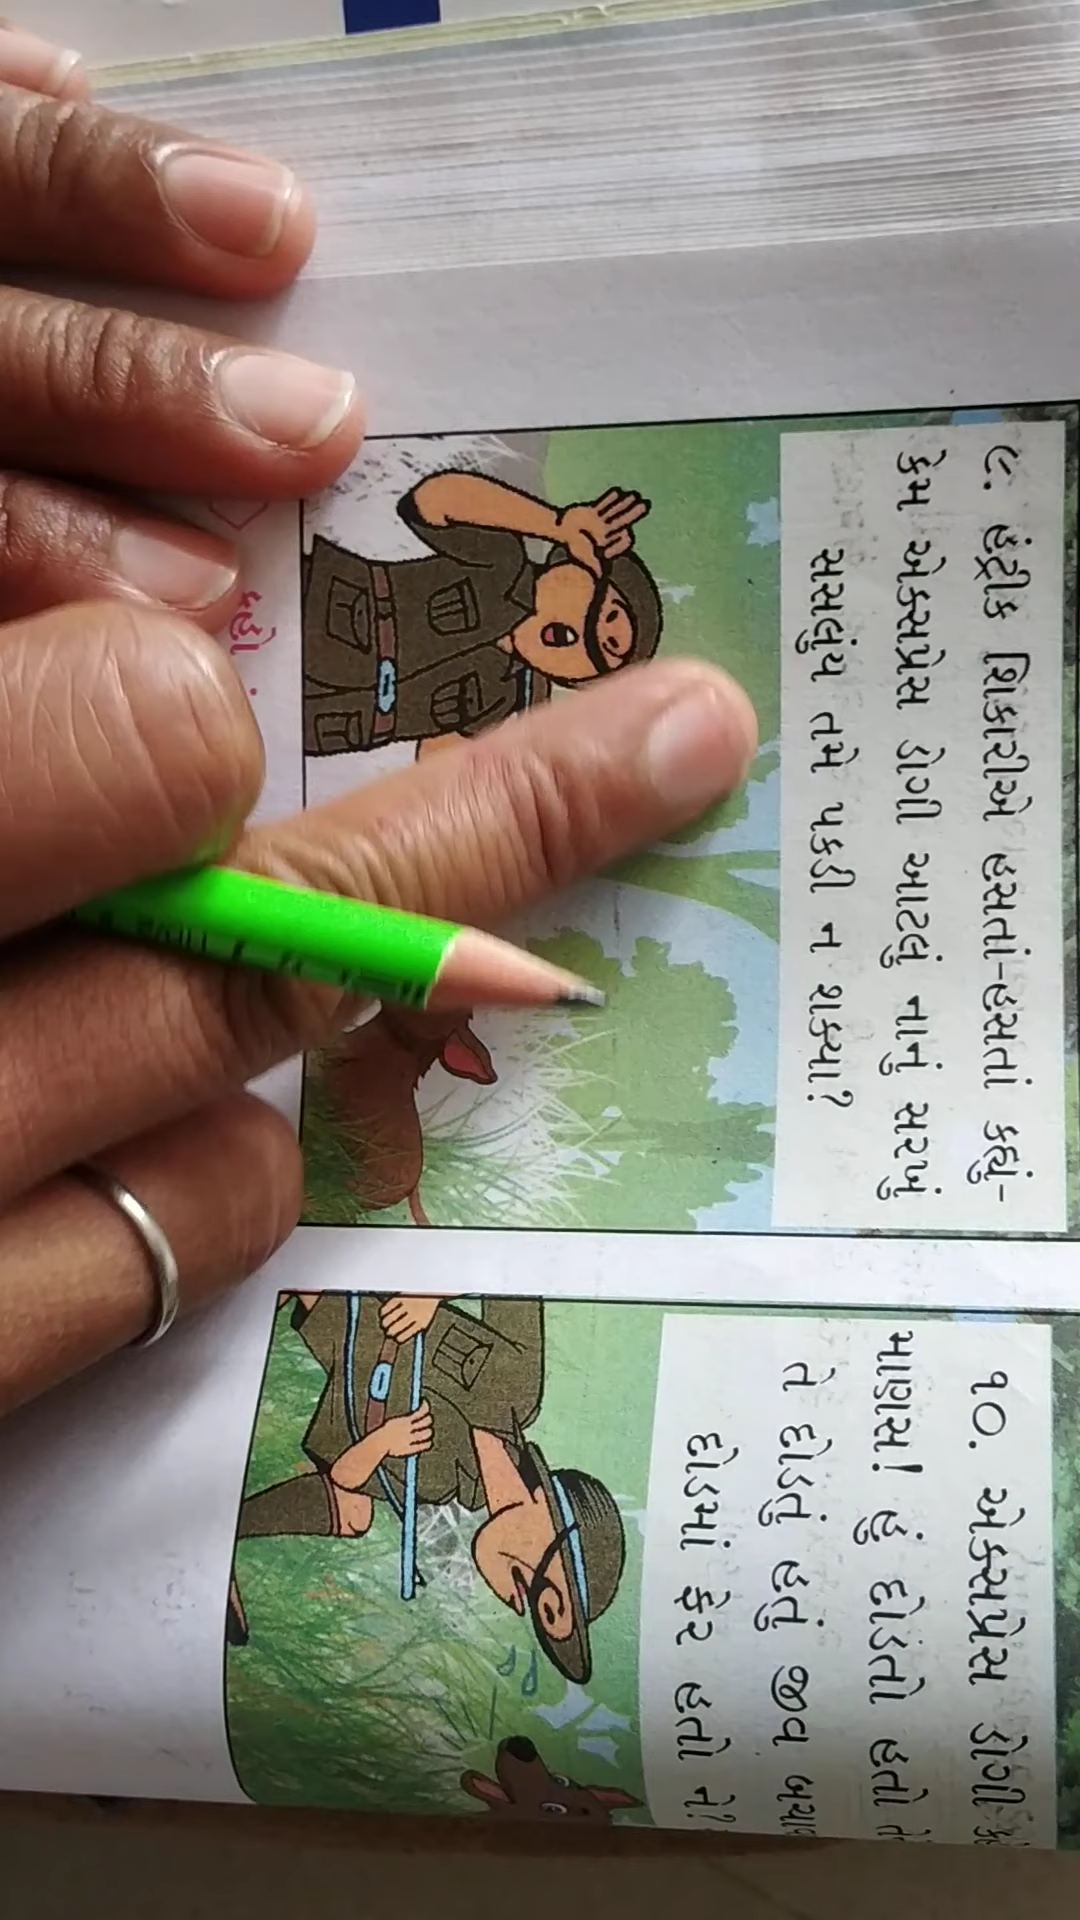 ૯. હંટ્રીક શિકારીએ હસતાં-હસતાં કહ્યું-
કેમ એક્સપ્રેસ ડોગી આટલું નાનું સરખું
સસલુંય તમે પકડી ન શક્યા?
૧૦. એક્સપ્રેસ ડોગી
માણસ! હું દોડતો હતો
તે દોડતું હતું જીવ
દોડમાં ફેર હતો ને?
કહો